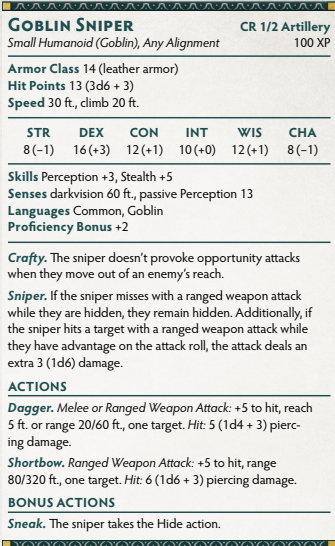 Goblin Sniper CR 1/2 Artillery
Small Humanoid (Goblin), Any Alignment 100 XP
Armor Class 14 (leather armor)
Hit Points 13 (3d6 + 3)
Speed 30 ft., climb 20 ft.
STR DEX CON INT WIS CHA
8 (−1) 16 (+3) 12 (+1) 10 (+0) 12 (+1) 8 (−1)
Skills Perception +3, Stealth +5
Senses darkvision 60 ft., passive Perception 13
Languages Common, Goblin
Proficiency Bonus +2
Crafty. The sniper doesn’t provoke opportunity attacks
when they move out of an enemy’s reach.
Sniper. If the sniper misses with a ranged weapon attack
while they are hidden, they remain hidden. Additionally, if
the sniper hits a target with a ranged weapon attack while
they have advantage on the attack roll, the attack deals an
extra 3 (1d6) damage.
Actions
Dagger. Melee or Ranged Weapon Attack: +5 to hit, reach
5 ft. or range 20/60 ft., one target. Hit: 5 (1d4 + 3) pierc-
ing damage.
Shortbow. Ranged Weapon Attack: +5 to hit, range
80/320 ft., one target. Hit: 6 (1d6 + 3) piercing damage.
Bonus Actions
Sneak. The sniper takes the Hide action.